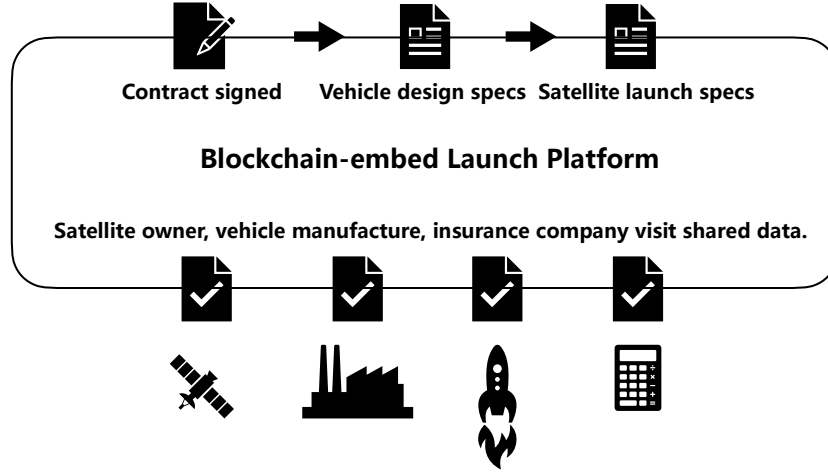 Contract signed
Vehicle design specs
Satellite launch specs
Blockchain-embed Launch Platform
Satellite owner, vehicle manufacture, insurance company visit shared data.